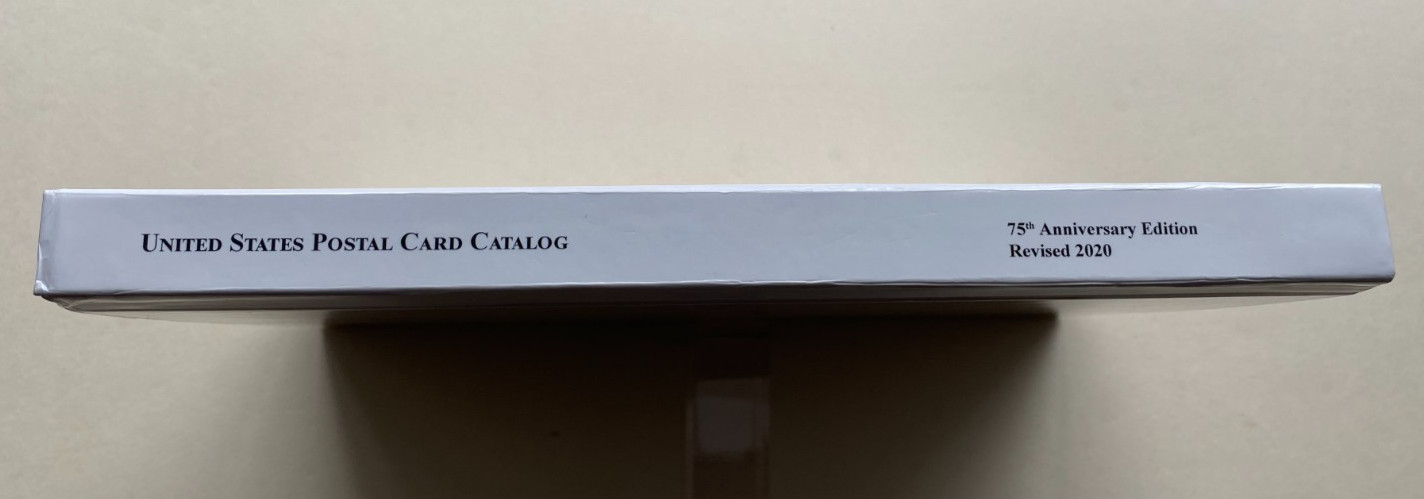 UNITED STATES POSTAL CARD CATALOG
75th Anniversary Edition
Revised 2020